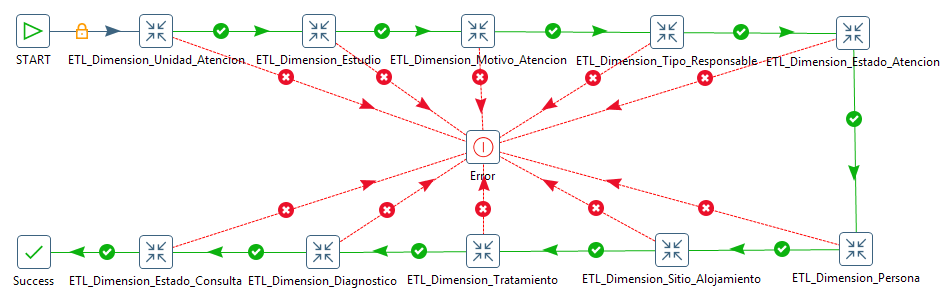 START
ETL_Dimension_Unidad_Atencion
ETL_Dimension_Estudio
ETL_Dimension_Motivo_Atencion
ETL_Dimension_Tipo_Responsable
ETL_Dimension_Estado_Atencion
Error
Success
ETL_Dimension_Estado_Consulta
ETL_Dimension_Diagnostico
ETL_Dimension_Tratamiento
ETL_Dimension_Sitio_Alojamiento
ETL_Dimension_Persona